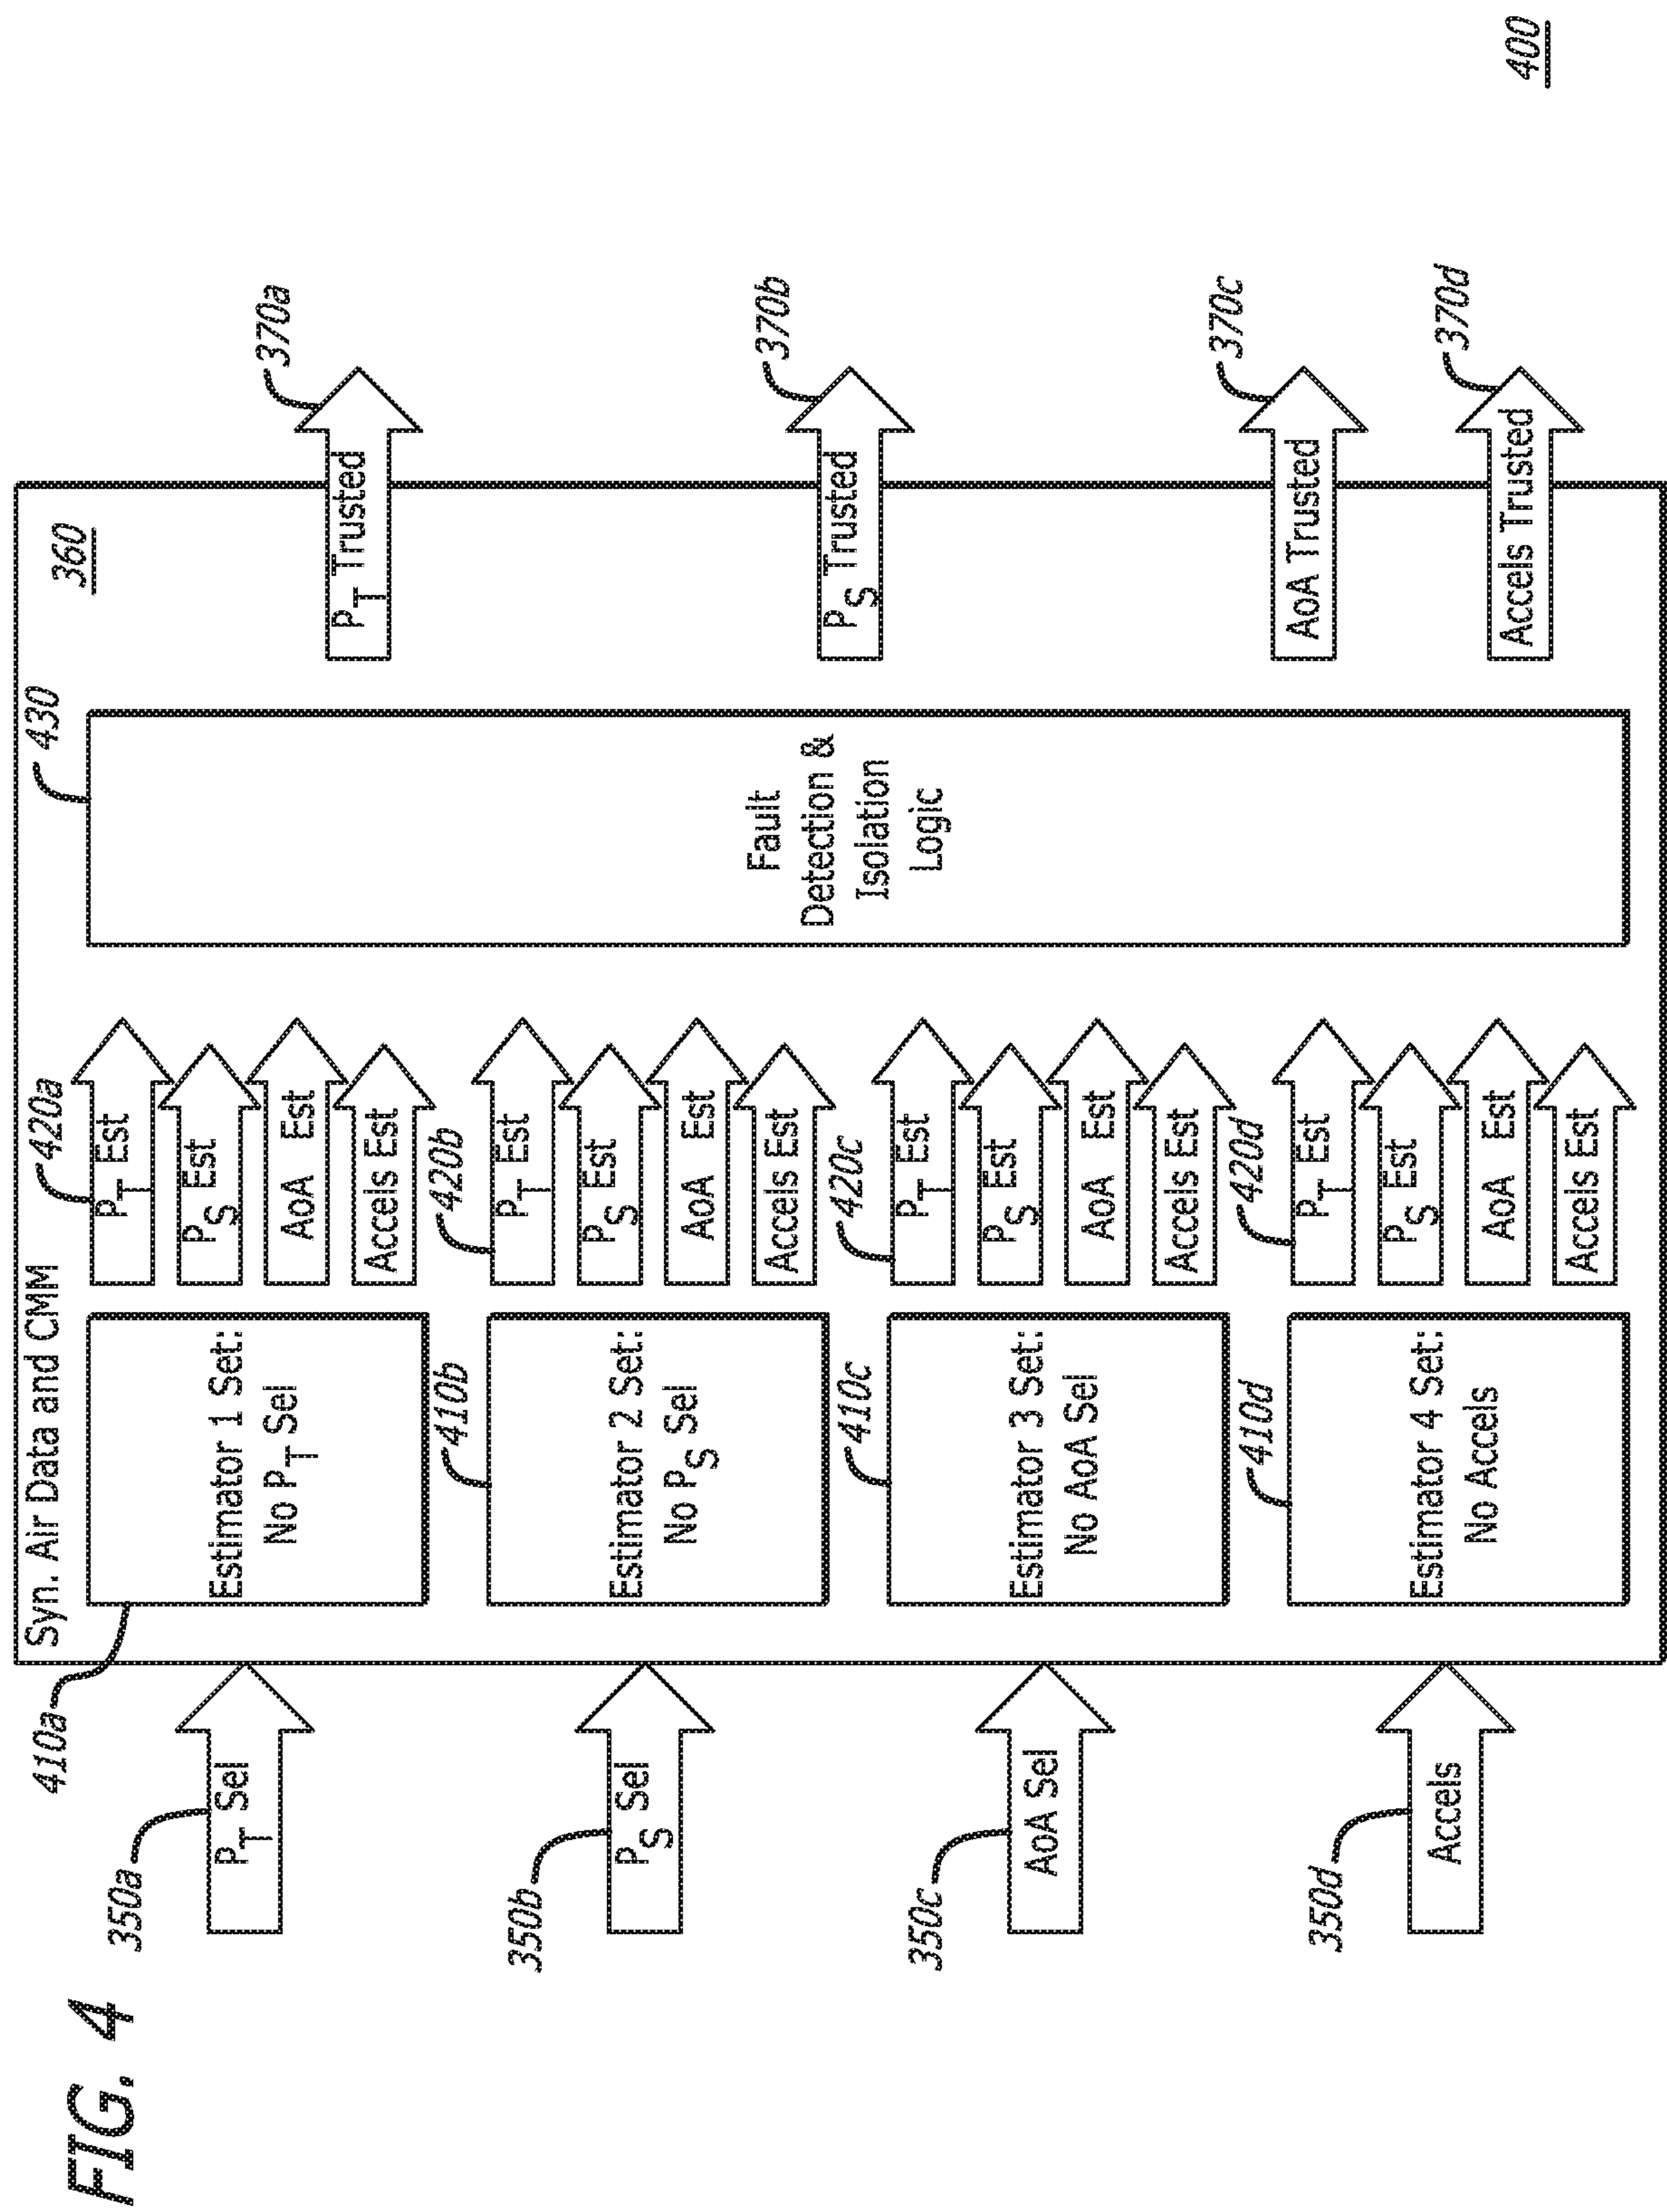 FIG. 4
350a
PT Sel
350b
PS Sel
350c
AoA Sel
350d
Accels
Syn. Air Data and CMM
360
410a
Estimator 1 Set:
No PT Sel
410b
Estimator 2 Set:
No PS Sel
410c
Estimator 3 Set:
No AoA Sel
410d
Estimator 4 Set:
No Accels
420a
PT Est
PS Est
AoA Est
Accels Est
420b
PT Est
PS Est
AoA Est
Accels Est
420c
PT Est
PS Est
AoA Est
Accels Est
420d
PT Est
PS Est
AoA Est
Accels Est
430
Fault
Detection &
Isolation
Logic
PT Trusted
370a
PS Trusted
370b
AoA Trusted
370c
Accels Trusted
370d
400